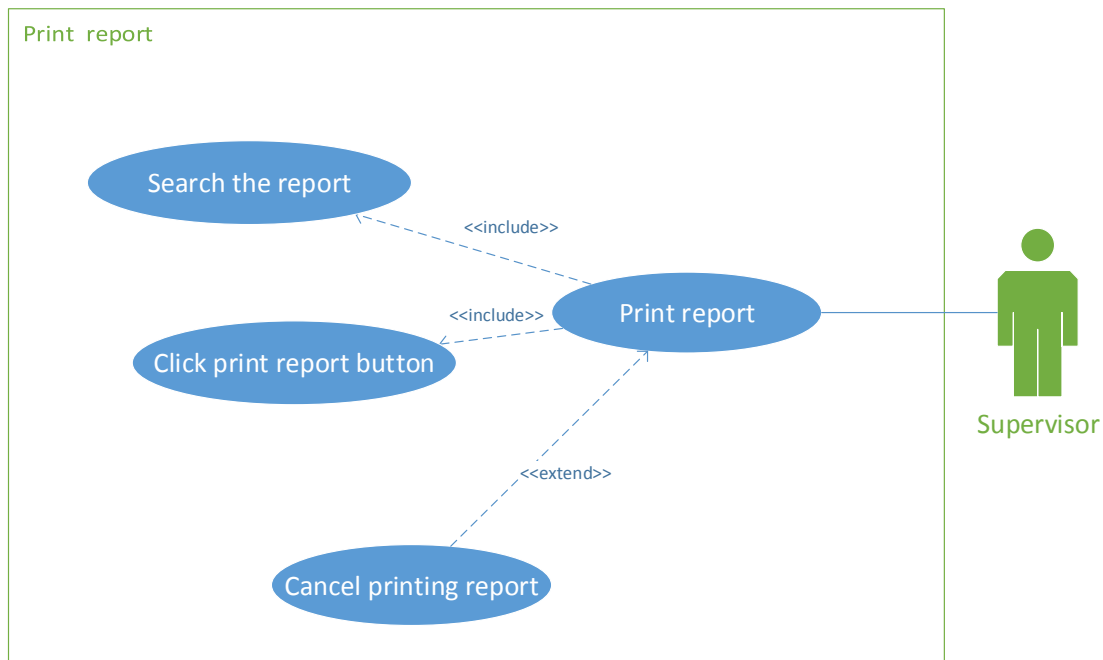 Print report
Search the report
<<include>>
Print report
<<include>>
Click print report button
Supervisor
<<extend>>
Cancel printing report